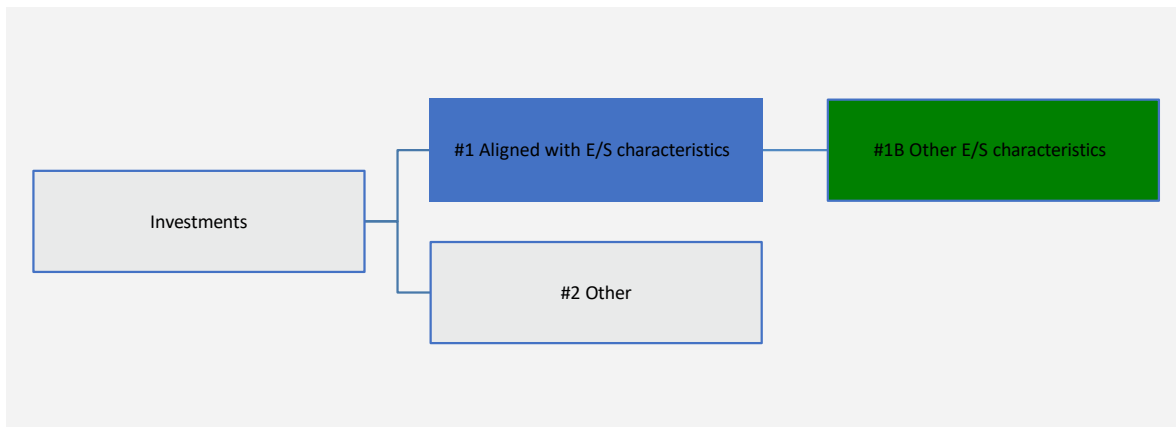 #1 Aligned with E/S characteristics
#1B Other E/S characteristics
Investments
#2 Other